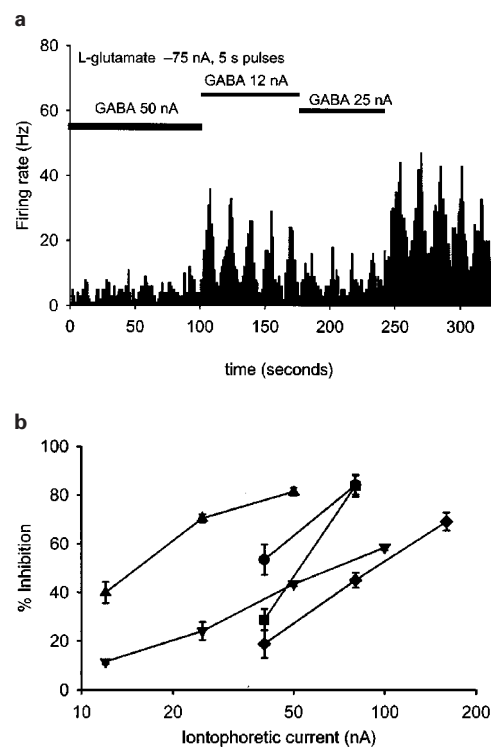 a
L-glutamate –75 nA, 5 s pulses
GABA 12 nA
GABA 25 nA
GABA 50 nA
Firing rate (Hz)
80
60
40
20
0
0 50 100 150 200 250 300
time (seconds)
b
% Inhibition
100
80
60
40
20
0
10 20 50 100 200
Iontophoretic current (nA)